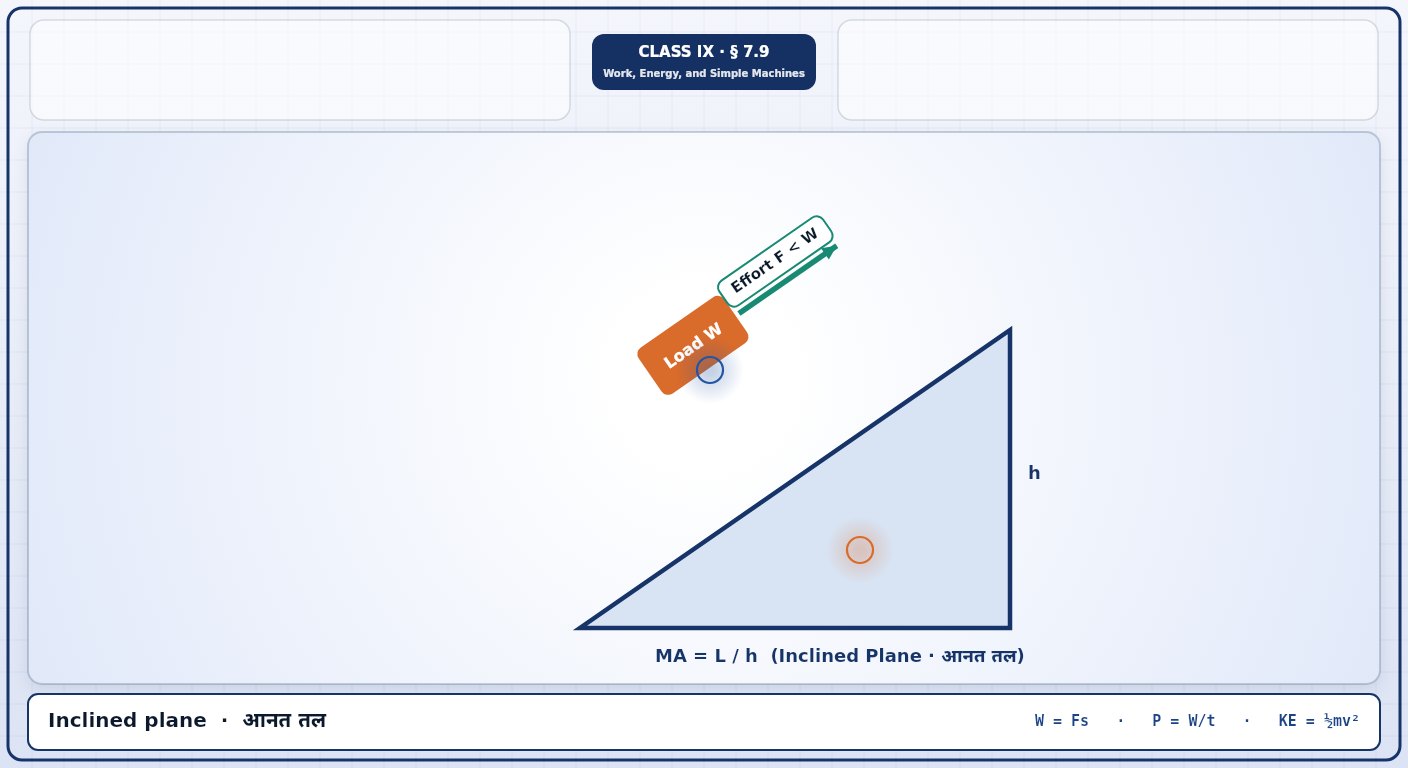 CLASS IX · § 7.9
Work, Energy, and Simple Machines
Effort F < W
Load W
h
MA = L / h (Inclined Plane · आनत तल)
Inclined plane · आनत तल
W = Fs · P = W/t · KE = ½mv²